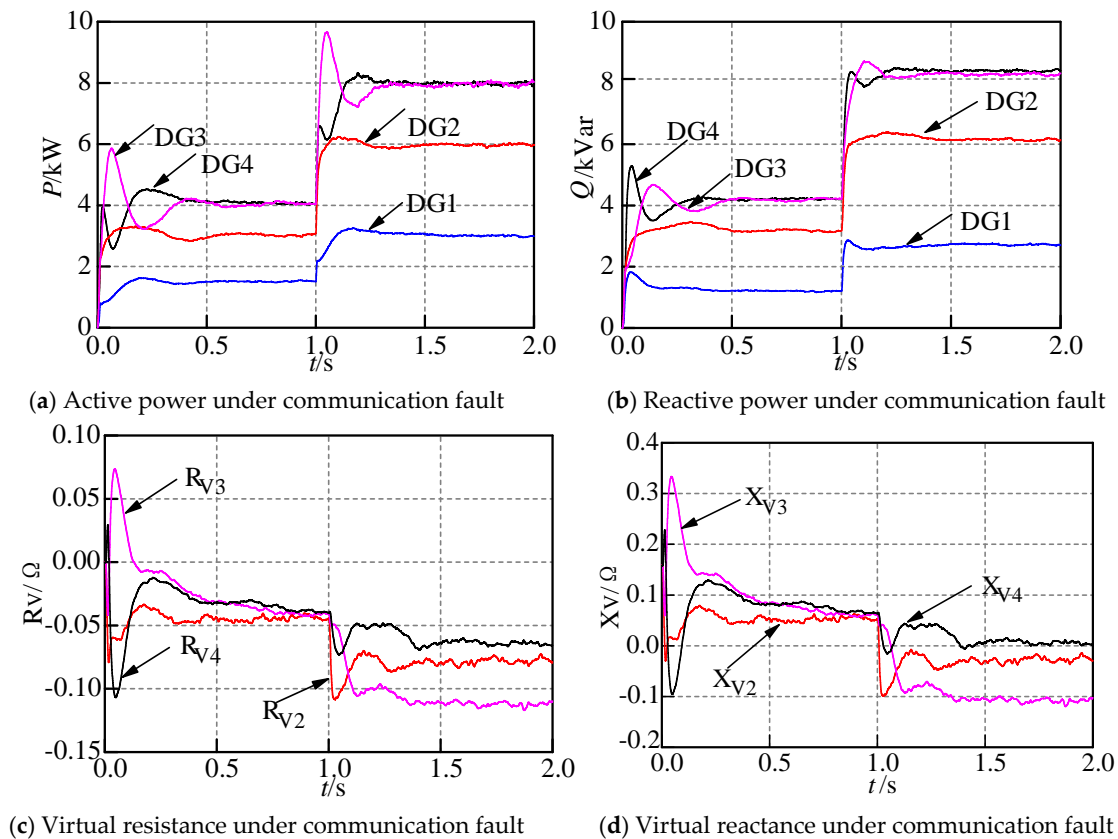 10
8
6
4
2
0
P/kW
DG3
DG4
DG2
DG1
0.0 0.5 1.0 1.5 2.0
t/s
(a) Active power under communication fault
10
8
6
4
2
0
Q/kVar
DG4
DG3
DG2
DG1
0.0 0.5 1.0 1.5 2.0
t/s
(b) Reactive power under communication fault
0.10
0.05
0.00
-0.05
-0.10
-0.15
Rv/ Ω
RV3
RV4
RV2
0.0 0.5 1.0 1.5 2.0
t/s
(c) Virtual resistance under communication fault
0.4
0.3
0.2
0.1
0.0
-0.1
-0.2
Xv/ Ω
XV3
XV4
XV2
0.0 0.5 1.0 1.5 2.0
t/s
(d) Virtual reactance under communication fault